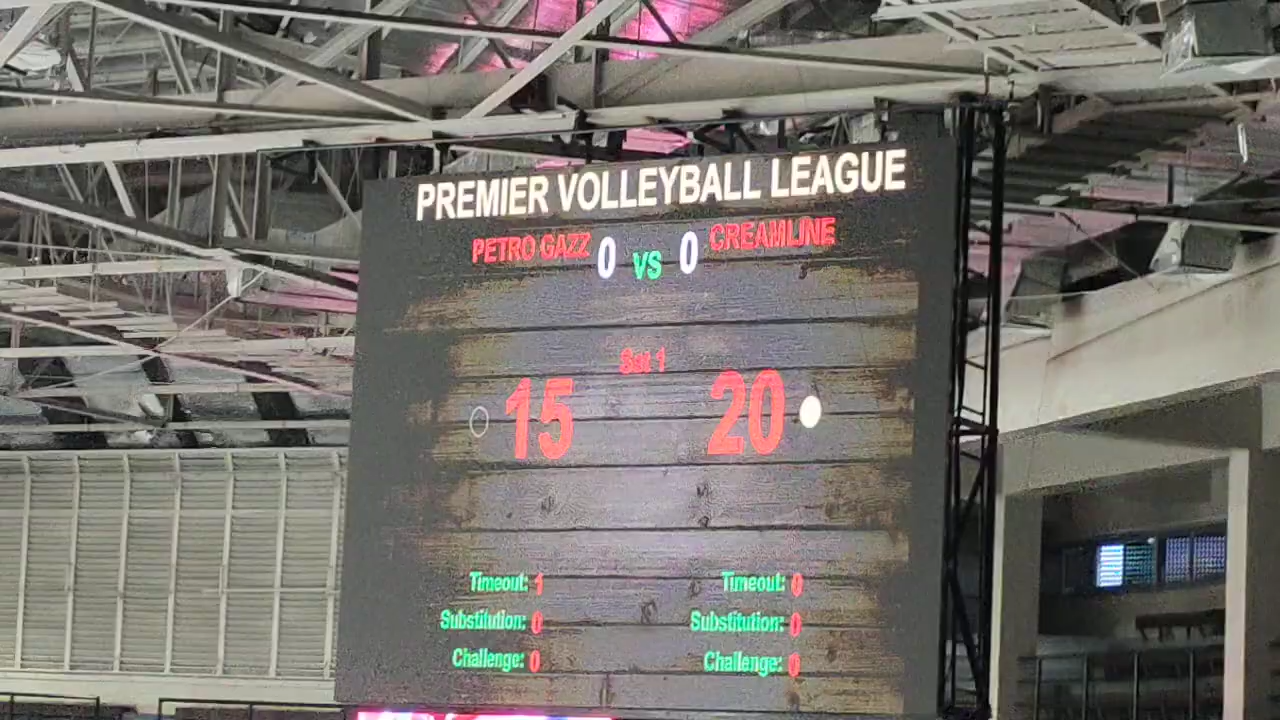 PREMIER VOLLEYBALL LEAGUE
PETRO GAZZ 0 VS 0 CREAMLINE
Set 1
15 20
Timeout: 1 Timeout: 0
Substitution: 0 Substitution: 0
Challenge: 0 Challenge: 0